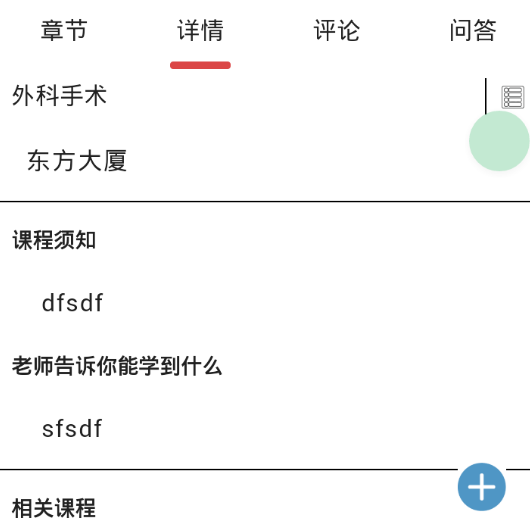 章节 详情 评论 问答
外科手术
东方大厦
课程须知
dfsdf
老师告诉你能学到什么
sfsdf
相关课程